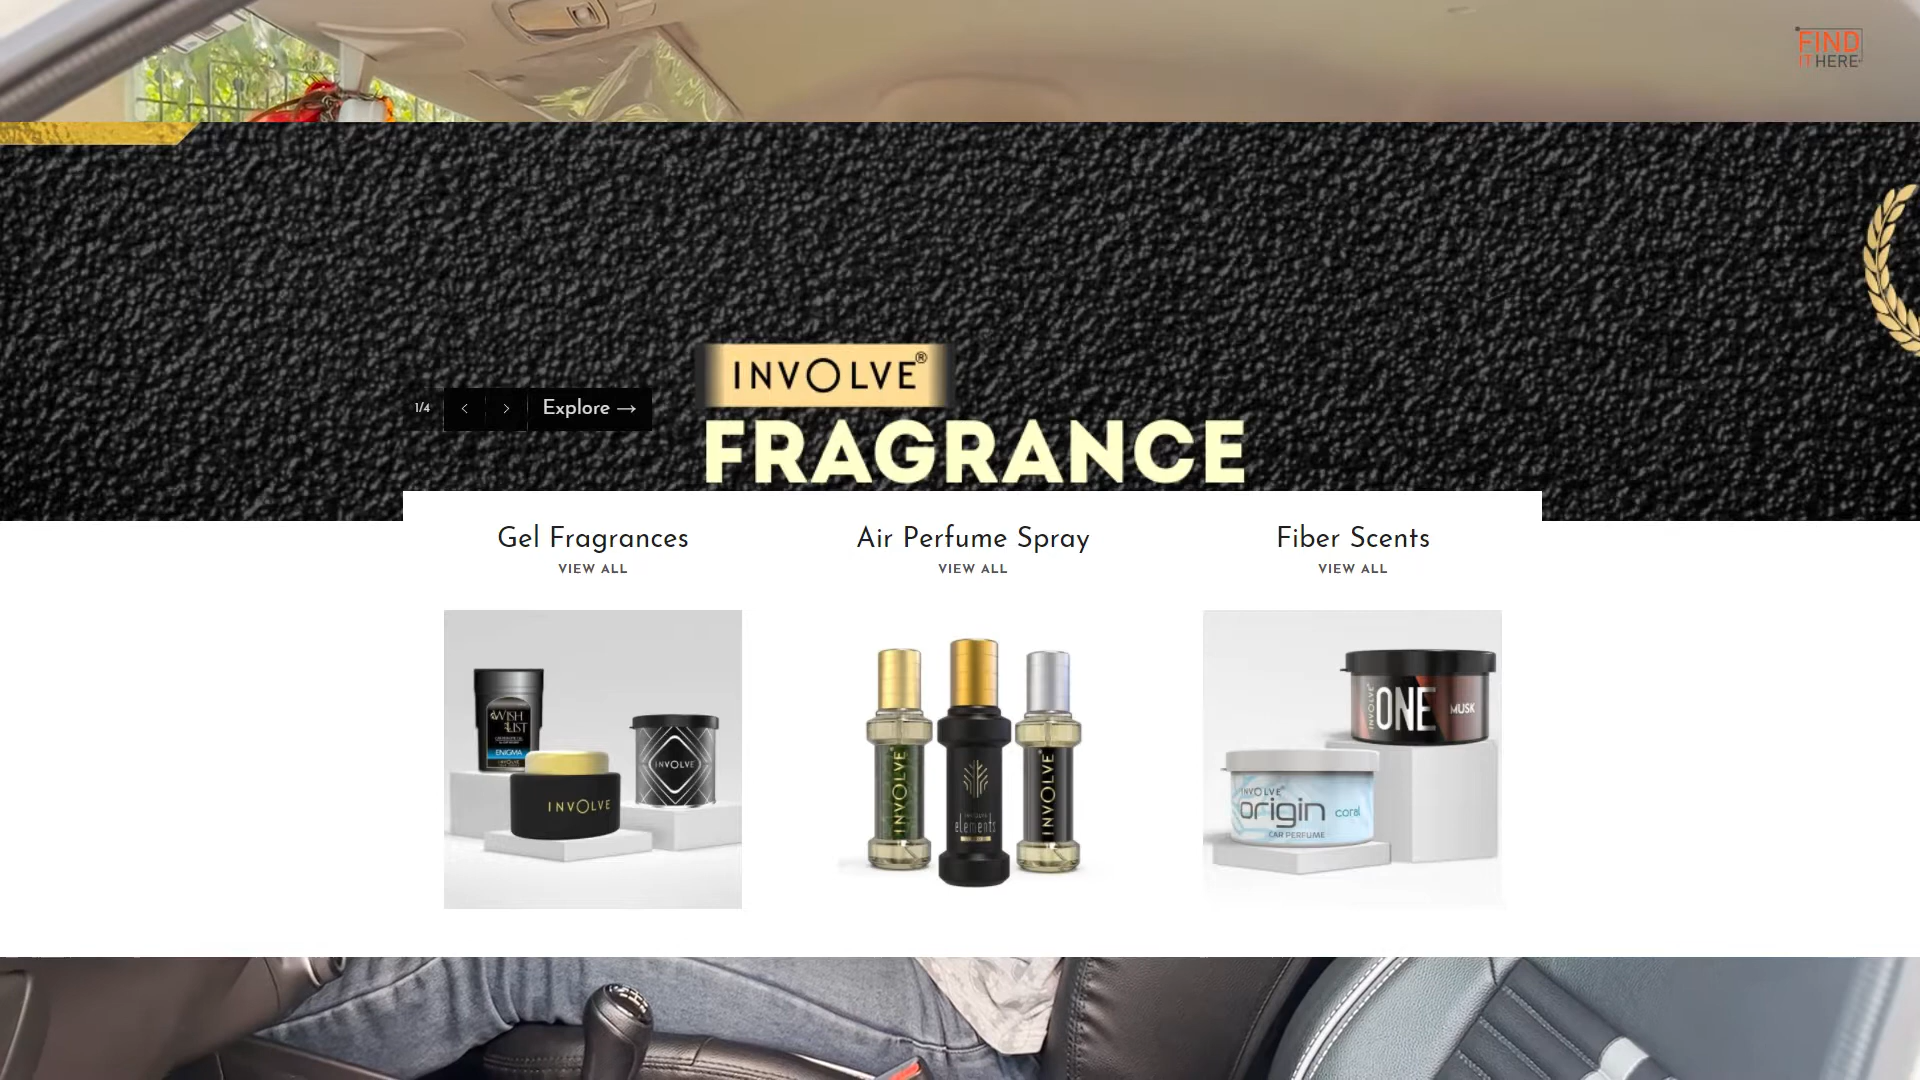 FIND
IT HERE
INVOLVE®
1/4
Explore →
FRAGRANCE
Gel Fragrances
VIEW ALL
Air Perfume Spray
VIEW ALL
Fiber Scents
VIEW ALL
WISH
LIST
ENIGMA
INVOLVE
INVOLVE
INVOLVE
INVOLVE
elements
INVOLVE
INVOLVE
ONE
MUSK
INVOLVE
origin
coral
CAR PERFUME